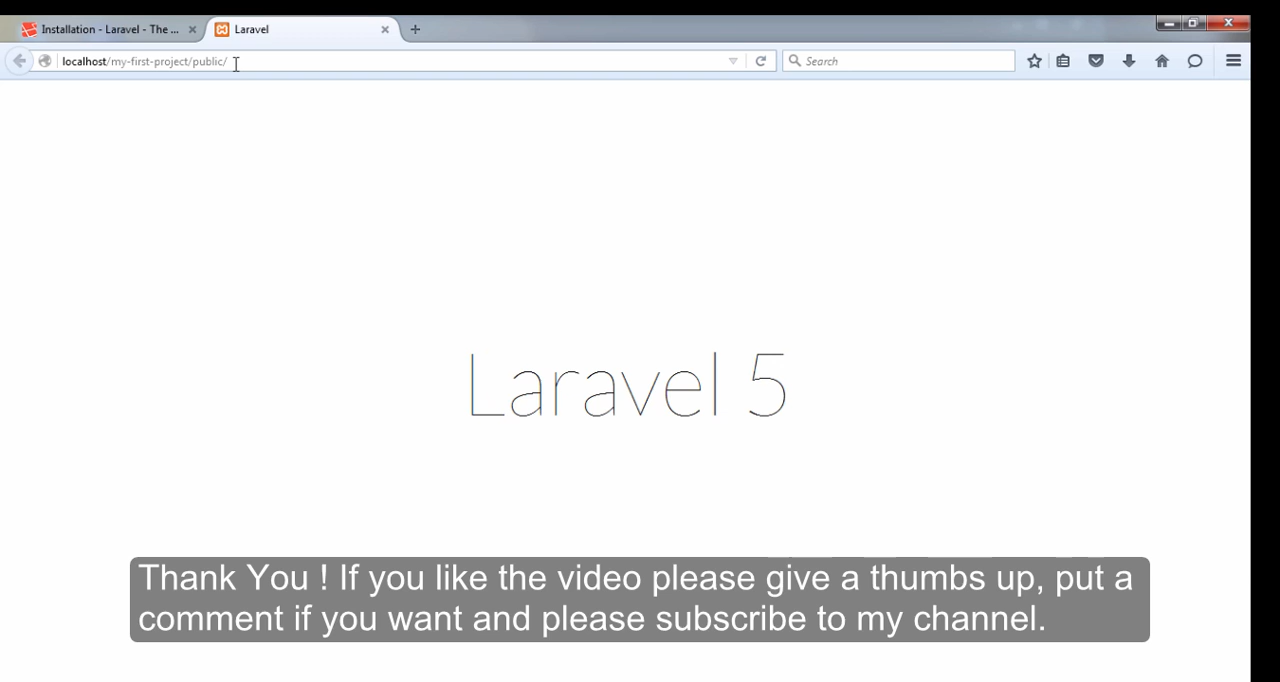 Installation - Laravel - The ...
Laravel
localhost/my-first-project/public/
Search
Laravel 5
Thank You ! If you like the video please give a thumbs up, put a
comment if you want and please subscribe to my channel.